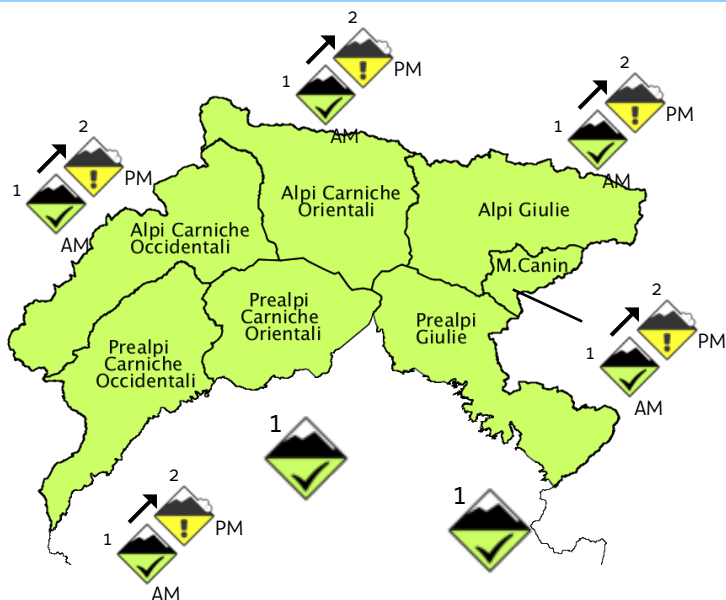 2
1
PM
AM
2
1
PM
AM
2
1
PM
AM
Alpi Carniche
Orientali
Alpi Giulie
Alpi Carniche
Occidentali
M.Canin
Prealpi
Carniche
Orientali
Prealpi
Giulie
Prealpi
Carniche
Occidentali
2
1
PM
AM
1
1
2
1
PM
AM